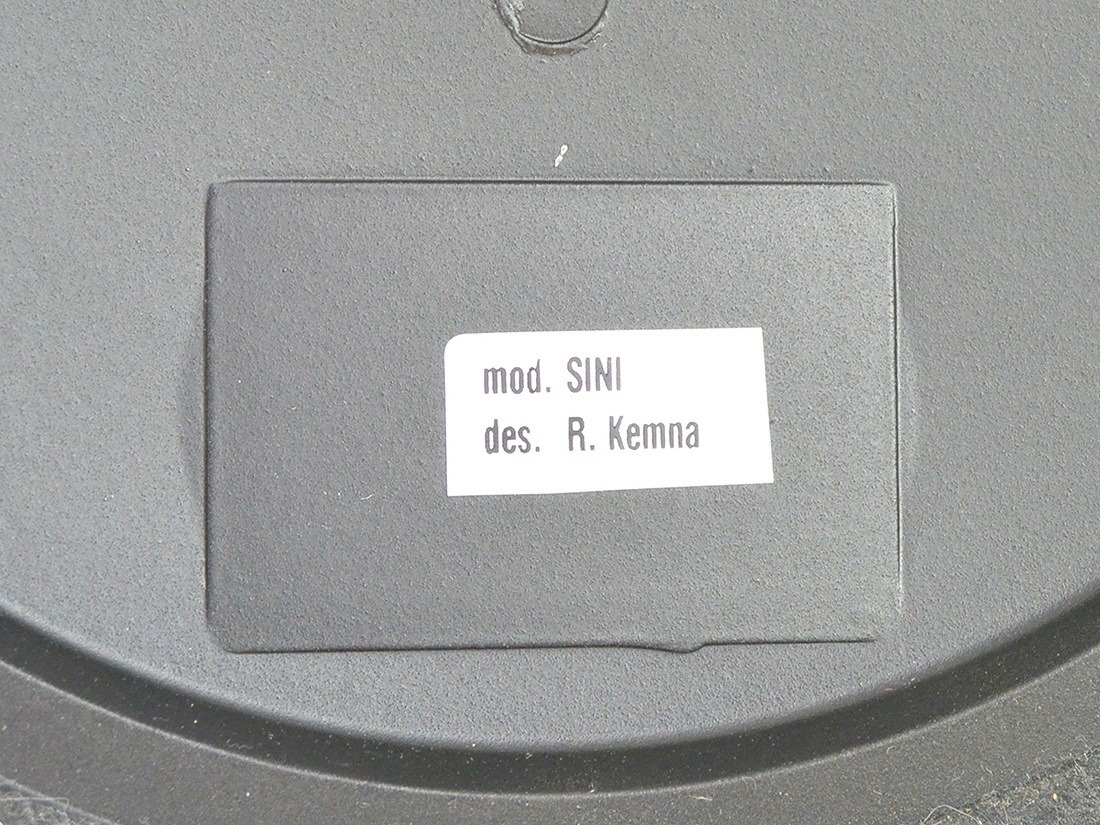 mod. SINI
des. R. Kemna